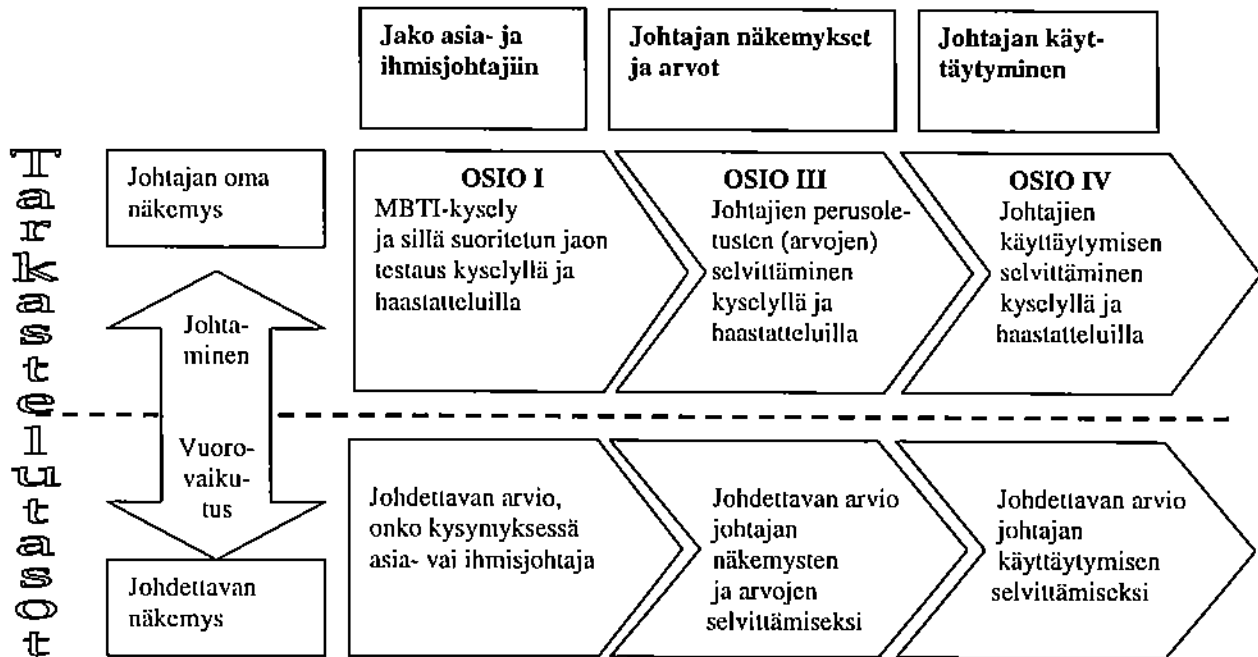 Jako asia- ja
ihmisjohtajiin
Johtajan näkemykset
ja arvot
Johtajan käyt-
täytyminen
Tarkastelutasot
Johtajan oma
näkemys
OSIO I
MBTI-kysely
ja sillä suoritetun jaon
testaus kyselyllä ja
haastatteluilla
OSIO III
Johtajien perusole-
tusten (arvojen)
selvittäminen
kyselyllä ja
haastatteluilla
OSIO IV
Johtajien
käyttäytymisen
selvittäminen
kyselyllä ja
haastatteluilla
Johta-
minen
Vuoro-
vaiku-
tus
Johdettavan
näkemys
Johdettavan arvio,
onko kysymyksessä
asia- vai ihmisjohtaja
Johdettavan arvio
johtajan
näkemysten
ja arvojen
selvittämiseksi
Johdettavan arvio
johtajan
käyttäytymisen
selvittämiseksi